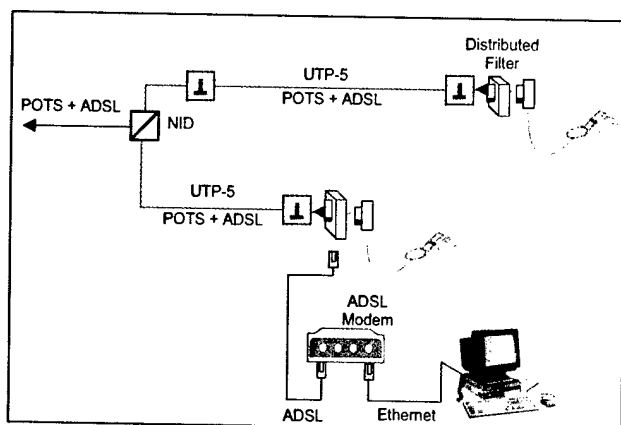 Distributed
Filter
UTP-5
POTS + ADSL
POTS + ADSL
NID
UTP-5
POTS + ADSL
ADSL
Modem
ADSL
Ethernet